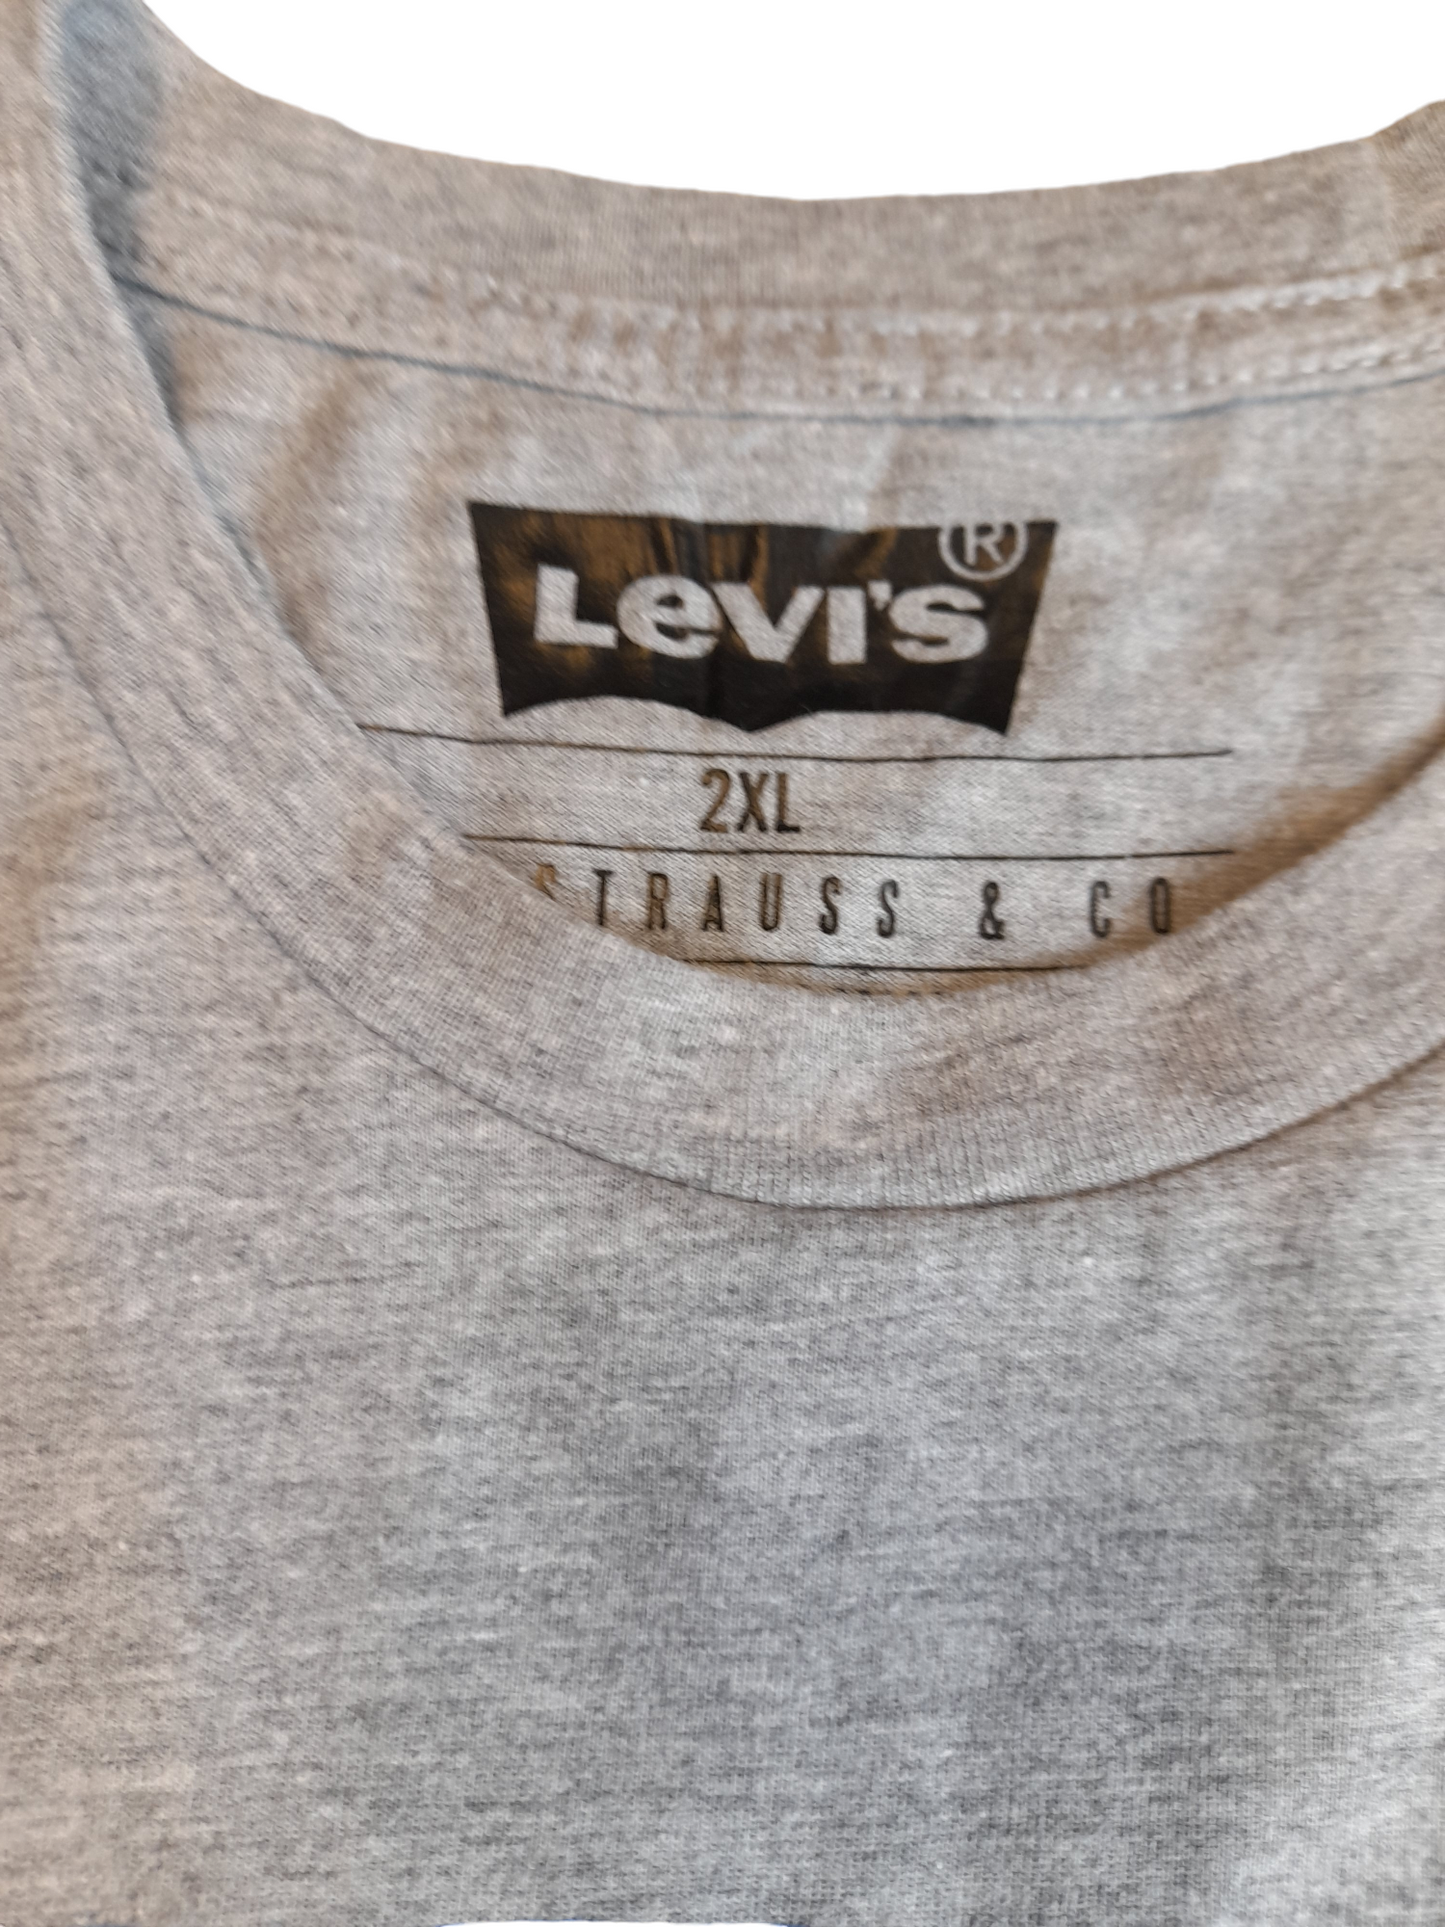 Levi's®
2XL
STRAUSS & CO